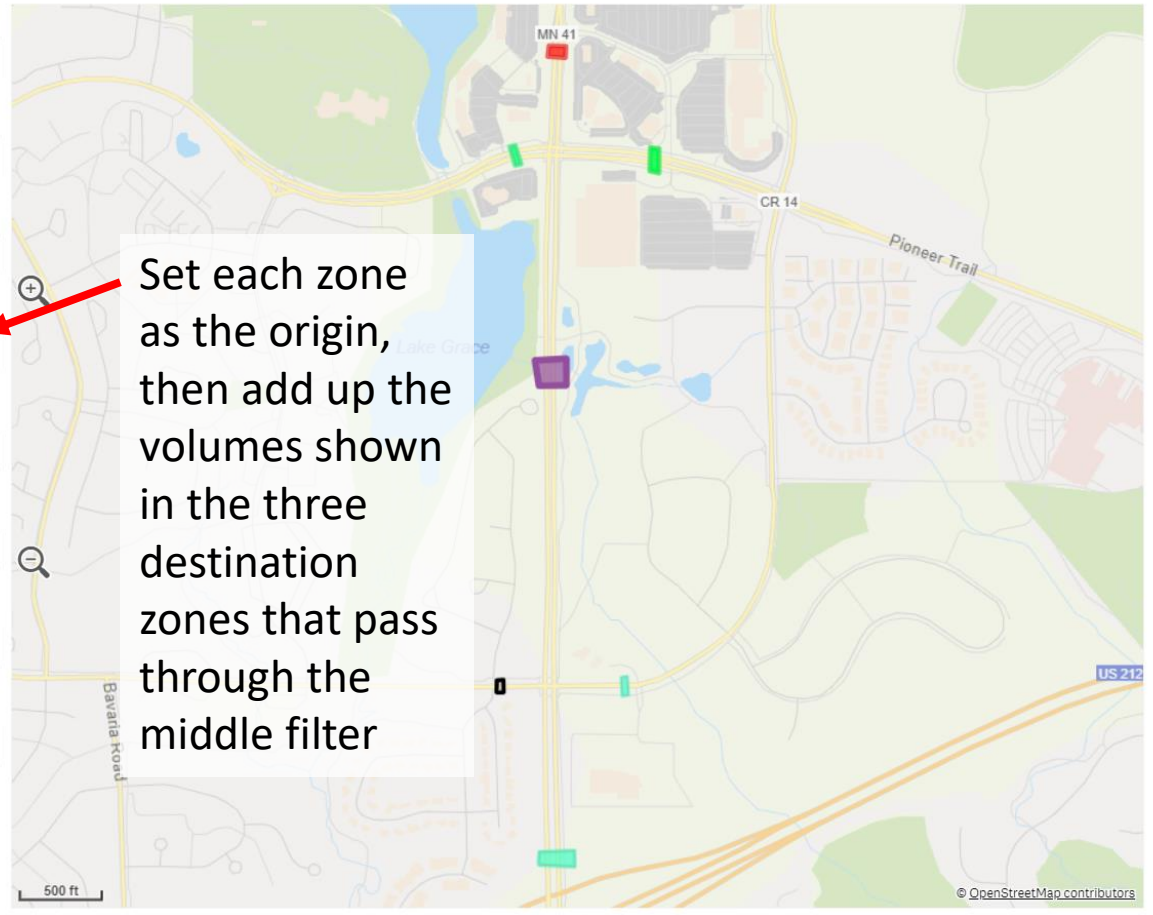 MN 41
CR 14
Pioneer Trail
Set each zone
as the origin,
then add up the
volumes shown
in the three
destination
zones that pass
through the
middle filter
Lake Grace
US 212
Bavaria Road
500 ft
© OpenStreetMap contributors